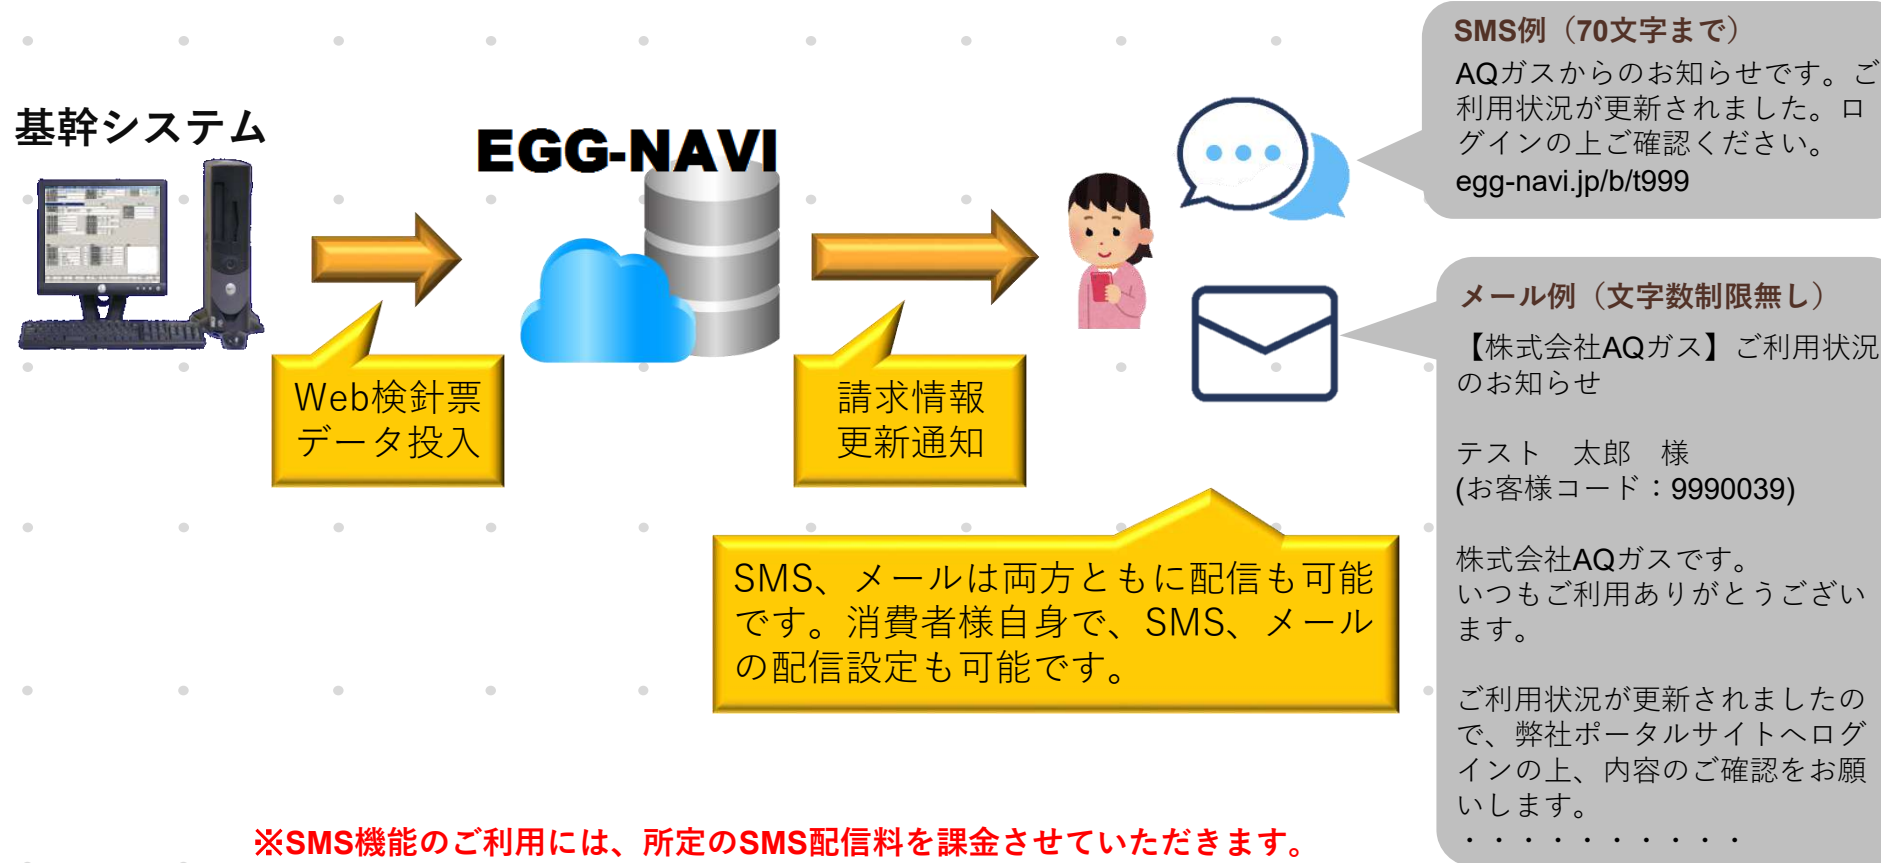 基幹システム
EGG-NAVI
Web検針票
データ投入
請求情報
更新通知
SMS、メールは両方ともに配信も可能
です。消費者様自身で、SMS、メール
の配信設定も可能です。
※SMS機能のご利用には、所定のSMS配信料を課金させていただきます。
SMS例（70文字まで）
AQガスからのお知らせです。ご
利用状況が更新されました。ロ
グインの上ご確認ください。
egg-navi.jp/b/t999
メール例（文字数制限無し）
【株式会社AQガス】ご利用状況
のお知らせ
テスト　太郎　様
(お客様コード：9990039)
株式会社AQガスです。
いつもご利用ありがとうござい
ます。
ご利用状況が更新されましたの
で、弊社ポータルサイトへログ
インの上、内容のご確認をお願
いします。
・・・・・・・・・・